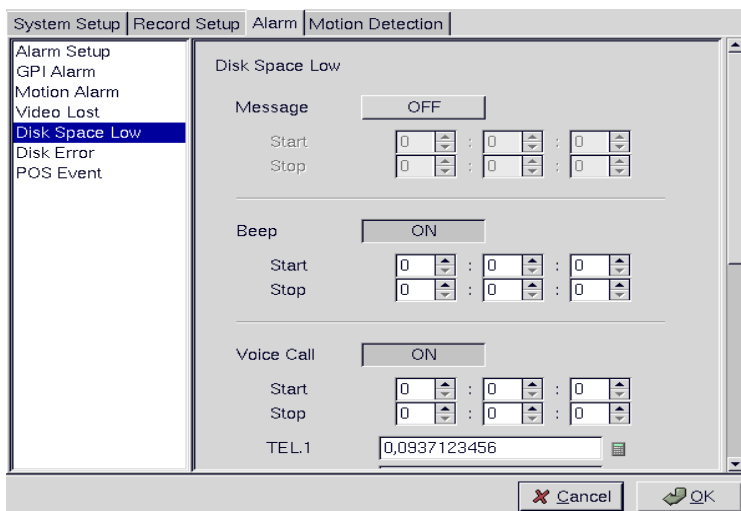 System Setup Record Setup Alarm Motion Detection
Alarm Setup
GPI Alarm
Motion Alarm
Video Lost
Disk Space Low
Disk Error
POS Event
Disk Space Low
Message OFF
Start 0 : 0 : 0
Stop 0 : 0 : 0
Beep ON
Start 0 : 0 : 0
Stop 0 : 0 : 0
Voice Call ON
Start 0 : 0 : 0
Stop 0 : 0 : 0
TEL.1 0,0937123456
Cancel OK